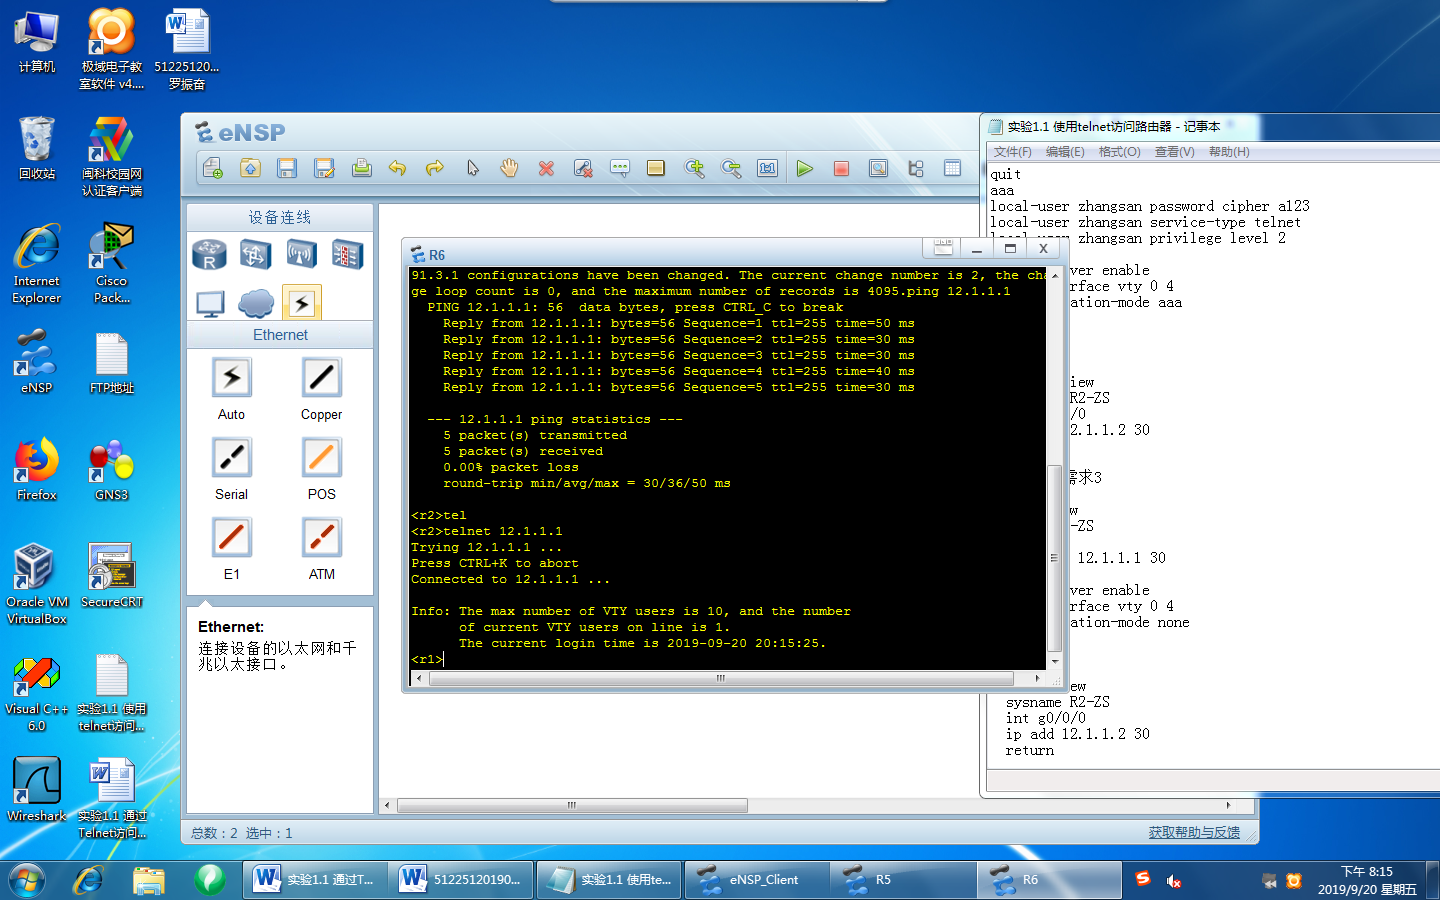 计算机
极域电子教
室软件 v4....
51225120...
罗振奋
回收站
闽科校园网
认证客户端
Internet
Explorer
Cisco
Pack...
eNSP
FTP地址
Firefox
GNS3
Oracle VM
VirtualBox
SecureCRT
Visual C++
6.0
实验1.1 使用
telnet访问...
Wireshark
实验1.1 通过
Telnet访问...
eNSP
设备连线
Ethernet
Auto
Copper
Serial
POS
E1
ATM
Ethernet:
连接设备的以太网和千
兆以太接口。
总数：2 选中：1
获取帮助与反馈
R6
91.3.1 configurations have been changed. The current change number is 2, the cha
ge loop count is 0, and the maximum number of records is 4095.ping 12.1.1.1
PING 12.1.1.1: 56  data bytes, press CTRL_C to break
Reply from 12.1.1.1: bytes=56 Sequence=1 ttl=255 time=50 ms
Reply from 12.1.1.1: bytes=56 Sequence=2 ttl=255 time=30 ms
Reply from 12.1.1.1: bytes=56 Sequence=3 ttl=255 time=30 ms
Reply from 12.1.1.1: bytes=56 Sequence=4 ttl=255 time=40 ms
Reply from 12.1.1.1: bytes=56 Sequence=5 ttl=255 time=30 ms
--- 12.1.1.1 ping statistics ---
5 packet(s) transmitted
5 packet(s) received
0.00% packet loss
round-trip min/avg/max = 30/36/50 ms
<r2>tel
<r2>telnet 12.1.1.1
Trying 12.1.1.1 ...
Press CTRL+K to abort
Connected to 12.1.1.1 ...
Info: The max number of VTY users is 10, and the number
of current VTY users on line is 1.
The current login time is 2019-09-20 20:15:25.
<r1>
实验1.1 使用telnet访问路由器 - 记事本
文件(F) 编辑(E) 格式(O) 查看(V) 帮助(H)
quit
aaa
local-user zhangsan password cipher a123
local-user zhangsan service-type telnet
local-user zhangsan privilege level 2
ver enable
rface vty 0 4
ation-mode aaa
iew
R2-ZS
/0
2.1.1.2 30
需求3
w
-ZS
12.1.1.1 30
ver enable
rface vty 0 4
ation-mode none
ew
sysname R2-ZS
int g0/0/0
ip add 12.1.1.2 30
return
实验1.1 通过T...
51225120190...
实验1.1 使用te...
eNSP_Client
R5
R6
下午 8:15
2019/9/20 星期五